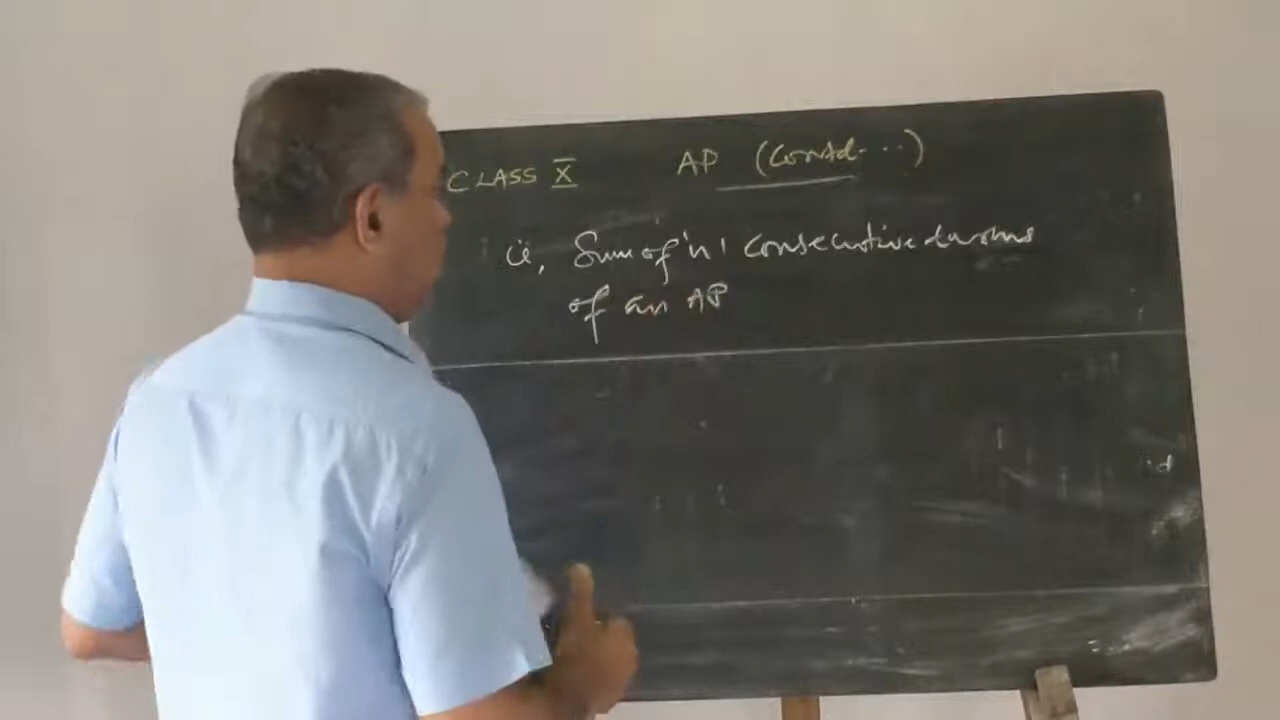 CLASS X AP (Contd...)
ie, Sum of 'n' consecutive terms
of an AP